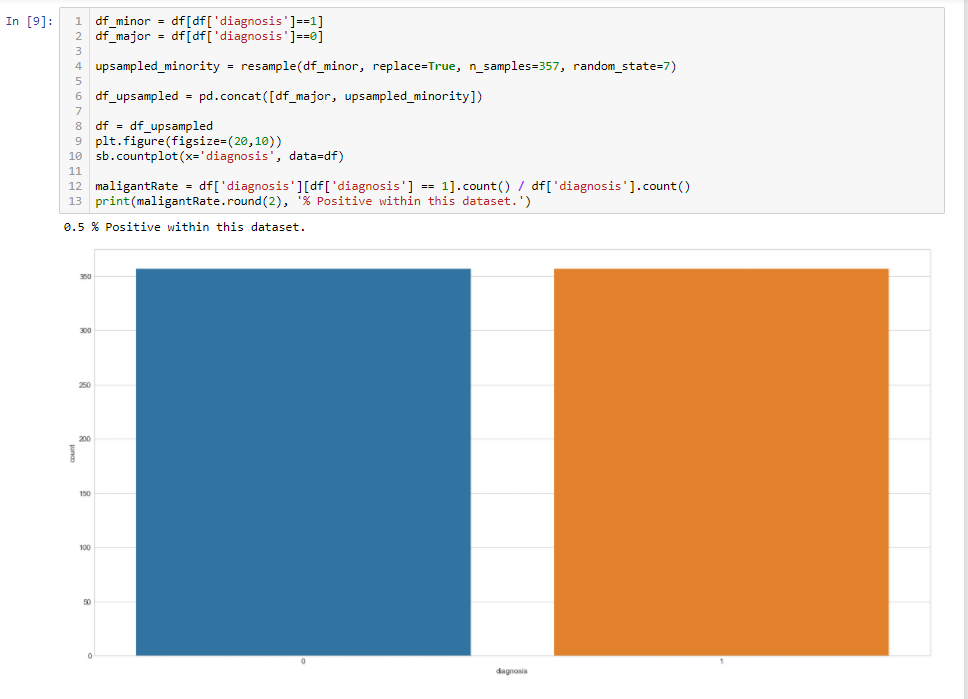 In [9]:
1 df_minor = df[df['diagnosis']==1]
2 df_major = df[df['diagnosis']==0]
3
4 upsampled_minority = resample(df_minor, replace=True, n_samples=357, random_state=7)
5
6 df_upsampled = pd.concat([df_major, upsampled_minority])
7
8 df = df_upsampled
9 plt.figure(figsize=(20,10))
10 sb.countplot(x='diagnosis', data=df)
11
12 maligantRate = df['diagnosis'][df['diagnosis'] == 1].count() / df['diagnosis'].count()
13 print(maligantRate.round(2), '% Positive within this dataset.')
0.5 % Positive within this dataset.
350
300
250
200
count
150
100
50
0
0 1
diagnosis